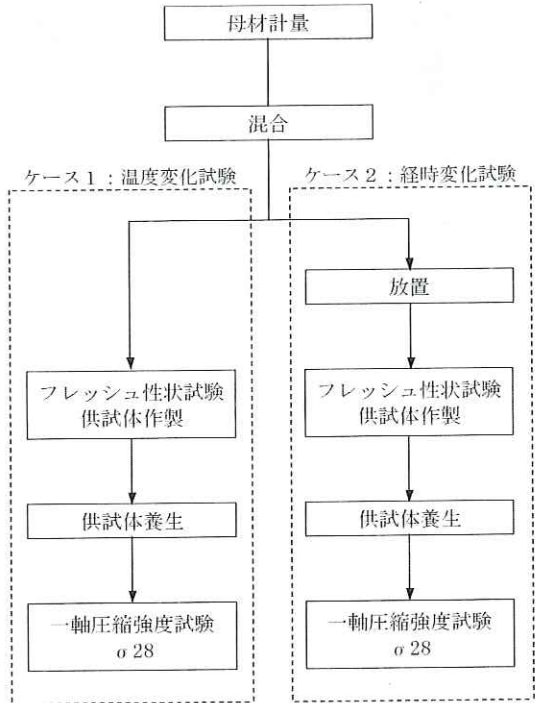 母材計量
混合
ケース1:温度変化試験
ケース2:経時変化試験
放置
フレッシュ性状試験
供試体作製
フレッシュ性状試験
供試体作製
供試体養生
供試体養生
一軸圧縮強度試験
σ28
一軸圧縮強度試験
σ28